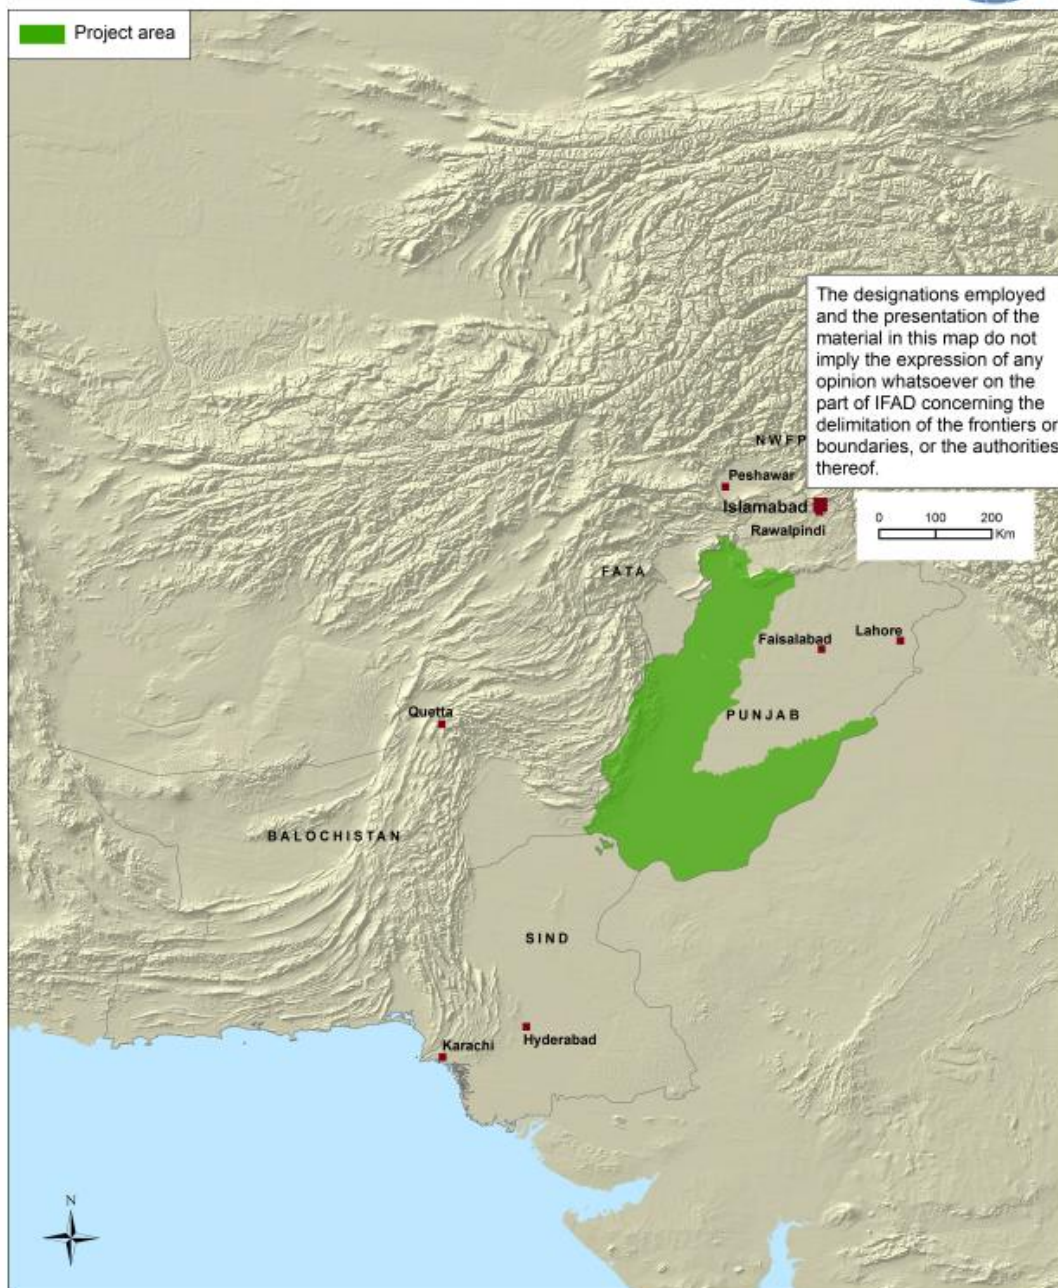 Project area
The designations employed
and the presentation of the
material in this map do not
imply the expression of any
opinion whatsoever on the
part of IFAD concerning the
delimitation of the frontiers or
boundaries, or the authorities
thereof.
NWFP
Peshawar
Islamabad
Rawalpindi
0 100 200
Km
FATA
Faisalabad
Lahore
Quetta
PUNJAB
BALOCHISTAN
SIND
Hyderabad
Karachi
N